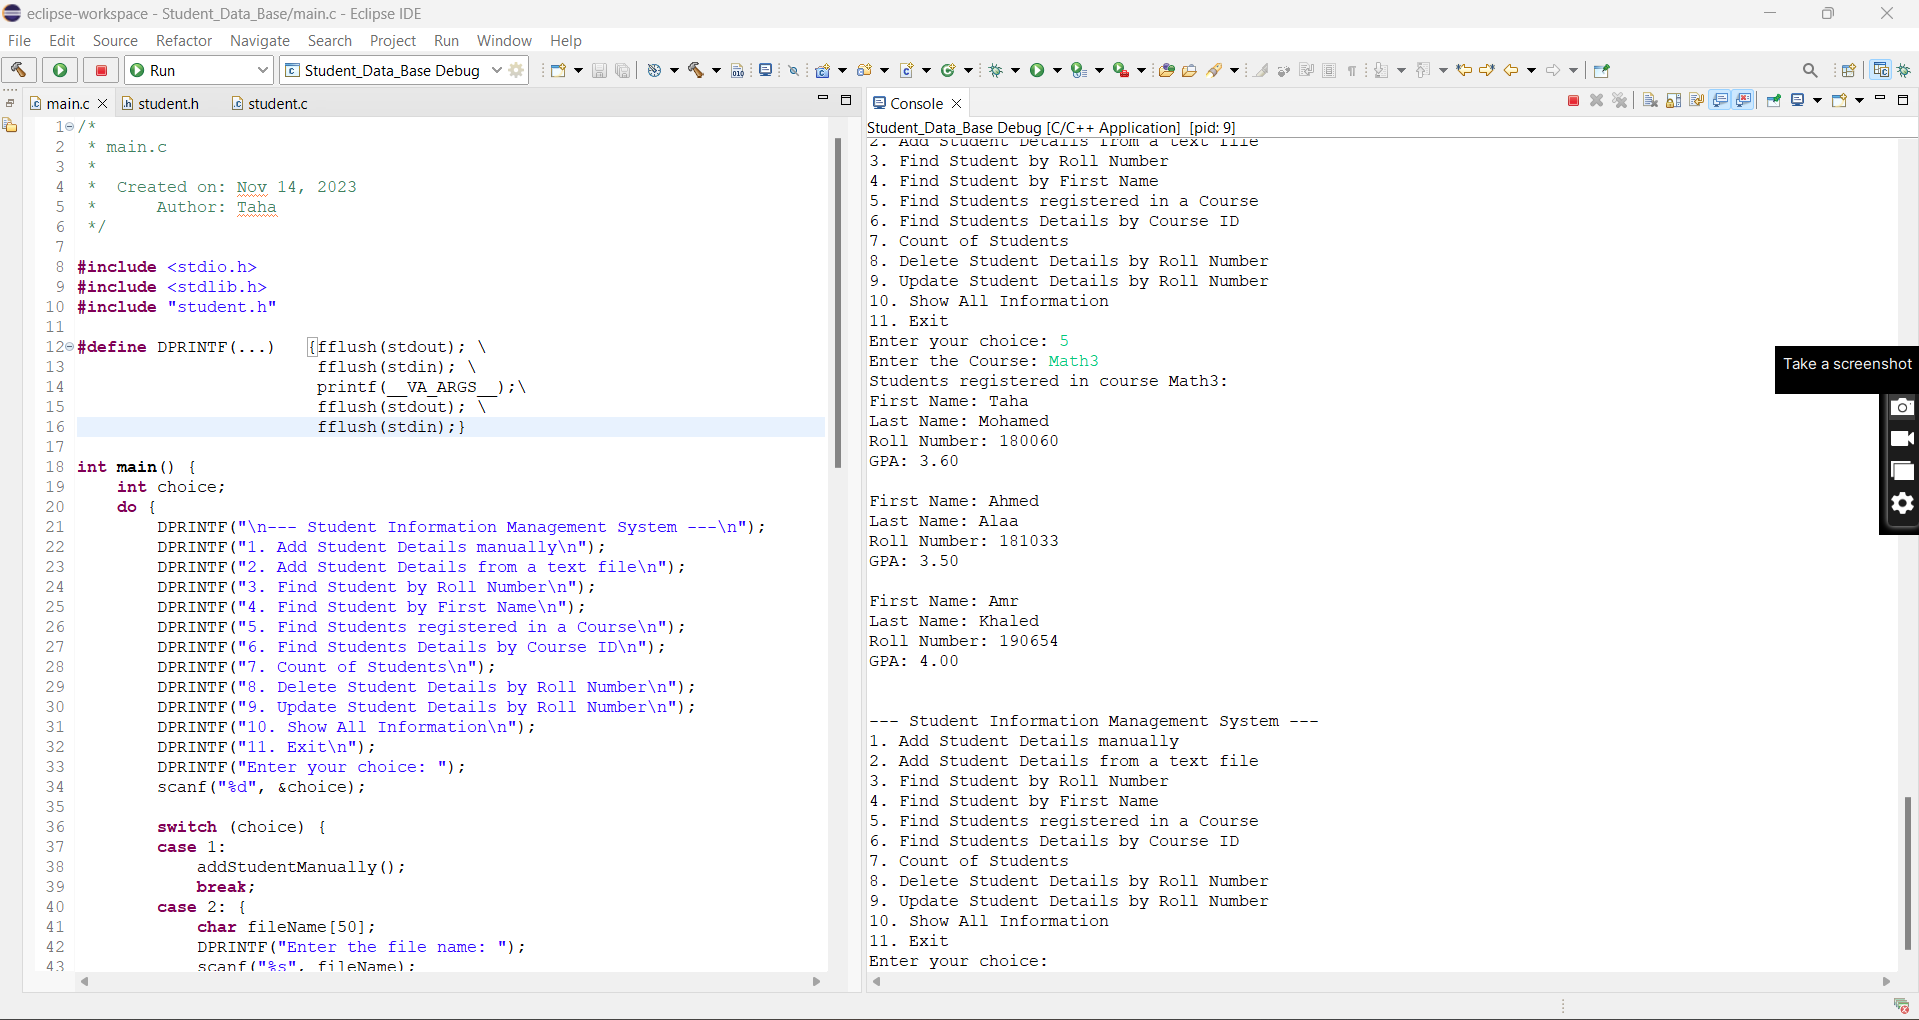 eclipse-workspace - Student_Data_Base/main.c - Eclipse IDE
File Edit Source Refactor Navigate Search Project Run Window Help
Run
Student_Data_Base Debug
main.c
student.h
student.c
1 /*
2  * main.c
3  *
4  *  Created on: Nov 14, 2023
5  *      Author: Taha
6  */
7
8 #include <stdio.h>
9 #include <stdlib.h>
10 #include "student.h"
11
12 #define DPRINTF(...)   {fflush(stdout); \
13                         fflush(stdin); \
14                         printf(__VA_ARGS__);\
15                         fflush(stdout); \
16                         fflush(stdin);}
17
18 int main() {
19     int choice;
20     do {
21         DPRINTF("\n--- Student Information Management System ---\n");
22         DPRINTF("1. Add Student Details manually\n");
23         DPRINTF("2. Add Student Details from a text file\n");
24         DPRINTF("3. Find Student by Roll Number\n");
25         DPRINTF("4. Find Student by First Name\n");
26         DPRINTF("5. Find Students registered in a Course\n");
27         DPRINTF("6. Find Students Details by Course ID\n");
28         DPRINTF("7. Count of Students\n");
29         DPRINTF("8. Delete Student Details by Roll Number\n");
30         DPRINTF("9. Update Student Details by Roll Number\n");
31         DPRINTF("10. Show All Information\n");
32         DPRINTF("11. Exit\n");
33         DPRINTF("Enter your choice: ");
34         scanf("%d", &choice);
35
36         switch (choice) {
37         case 1:
38             addStudentManually();
39             break;
40         case 2: {
41             char fileName[50];
42             DPRINTF("Enter the file name: ");
43             scanf("%s", fileName);
Console
Student_Data_Base Debug [C/C++ Application] [pid: 9]
2. Add Student Details from a text file
3. Find Student by Roll Number
4. Find Student by First Name
5. Find Students registered in a Course
6. Find Students Details by Course ID
7. Count of Students
8. Delete Student Details by Roll Number
9. Update Student Details by Roll Number
10. Show All Information
11. Exit
Enter your choice: 5
Enter the Course: Math3
Students registered in course Math3:
First Name: Taha
Last Name: Mohamed
Roll Number: 180060
GPA: 3.60
First Name: Ahmed
Last Name: Alaa
Roll Number: 181033
GPA: 3.50
First Name: Amr
Last Name: Khaled
Roll Number: 190654
GPA: 4.00
--- Student Information Management System ---
1. Add Student Details manually
2. Add Student Details from a text file
3. Find Student by Roll Number
4. Find Student by First Name
5. Find Students registered in a Course
6. Find Students Details by Course ID
7. Count of Students
8. Delete Student Details by Roll Number
9. Update Student Details by Roll Number
10. Show All Information
11. Exit
Enter your choice:
Take a screenshot